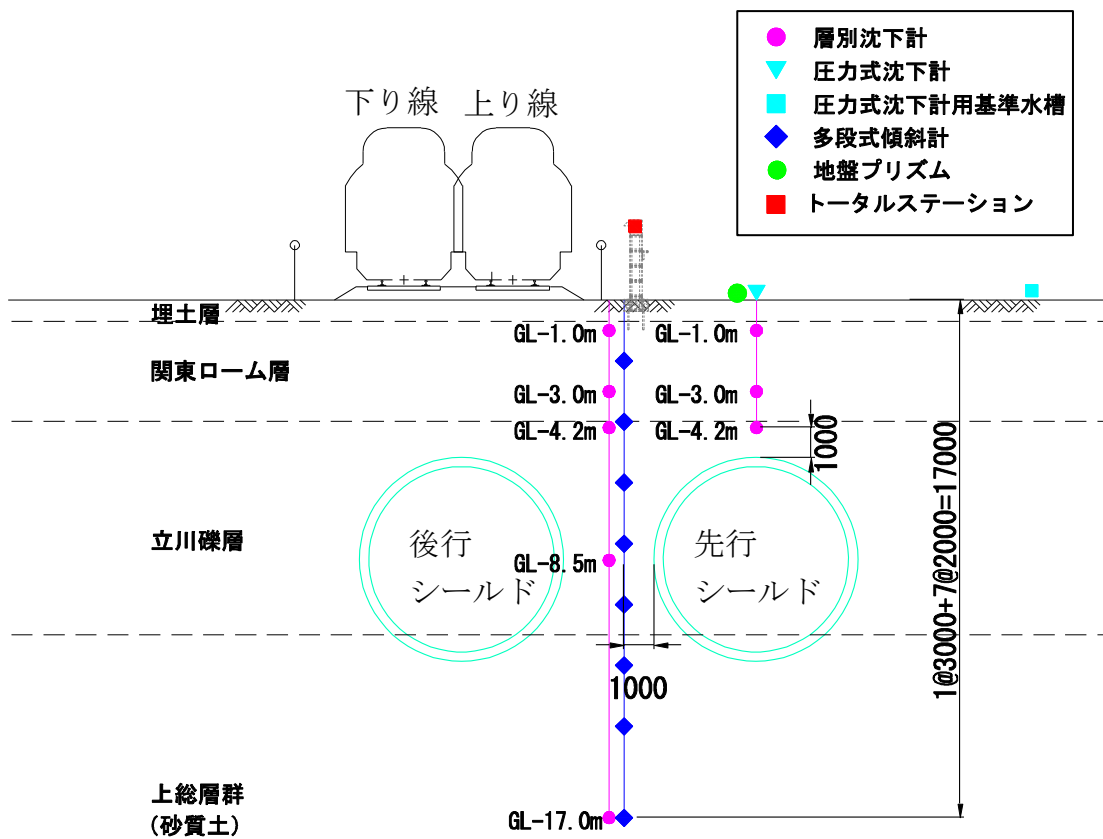 層別沈下計
圧力式沈下計
圧力式沈下計用基準水槽
多段式傾斜計
地盤プリズム
トータルステーション
下り線 上り線
埋土層
関東ローム層
立川礫層
上総層群
(砂質土)
GL-1.0m
GL-3.0m
GL-4.2m
GL-8.5m
GL-17.0m
GL-1.0m
GL-3.0m
GL-4.2m
1000
後行
シールド
先行
シールド
1000
1@3000+7@2000=17000